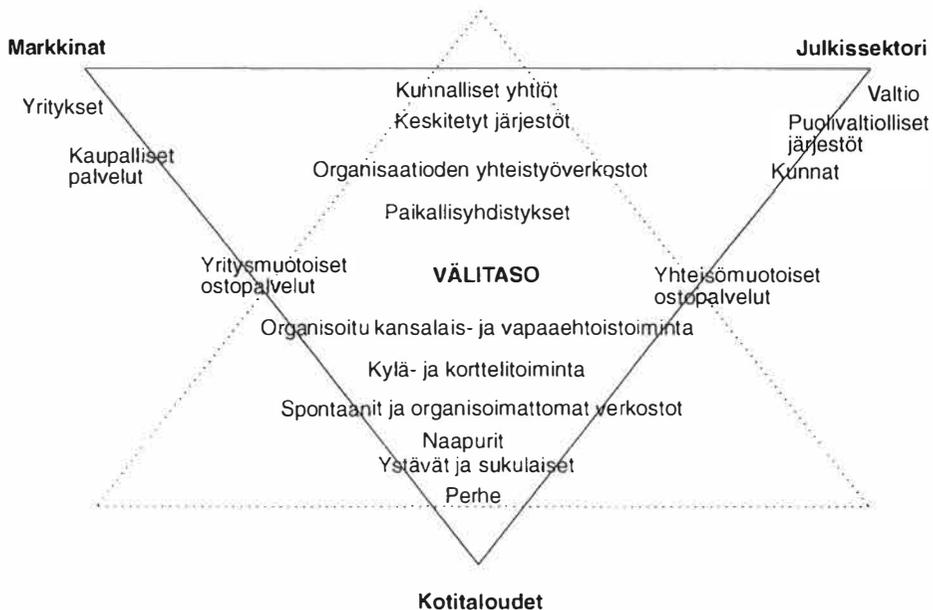 Markkinat
Julkissektori
Kunnalliset yhtiöt
Valtio
Yritykset
Keskitetyt järjestöt
Puolivaltiolliset
järjestöt
Kaupalliset
palvelut
Organisaatioden yhteistyöverkostot
Kunnat
Paikallisyhdistykset
Yritysmuotoiset
ostopalvelut
VÄLITASO
Yhteisömuotoiset
ostopalvelut
Organisoitu kansalais- ja vapaaehtoistoiminta
Kylä- ja korttelitoiminta
Spontaanit ja organisoimattomat verkostot
Naapurit
Ystävät ja sukulaiset
Perhe
Kotitaloudet